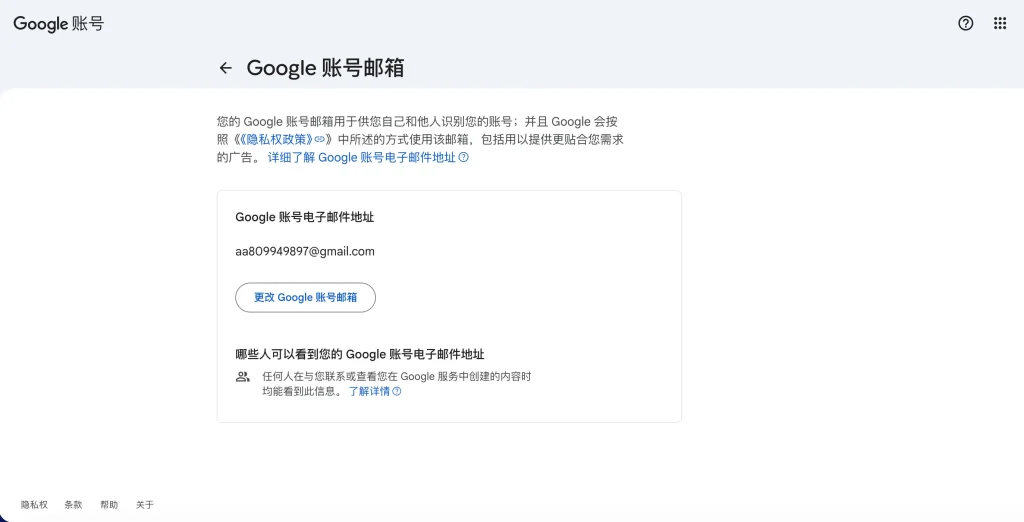 Google 账号
Google 账号邮箱
您的 Google 账号邮箱用于供您自己和他人识别您的账号；并且 Google 会按
照《《隐私权政策》》中所述的方式使用该邮箱，包括用以提供更贴合您需求
的广告。 详细了解 Google 账号电子邮件地址
Google 账号电子邮件地址
aa809949897@gmail.com
更改 Google 账号邮箱
哪些人可以看到您的 Google 账号电子邮件地址
任何人在与您联系或查看您在 Google 服务中创建的内容时
均能看到此信息。 了解详情
隐私权 条款 帮助 关于